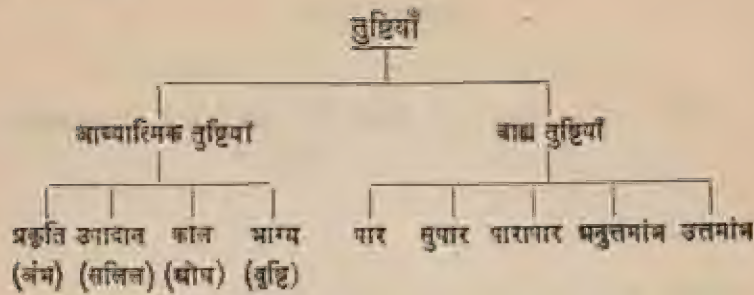 तुष्टियाँ
आध्यात्मिक तुष्टियां बाह्य तुष्टियाँ
प्रकृति उपादान काल भाग्य पार सुपार पारापार अनुत्तमांभ उत्तमांभ
(अंभ) (सलिल) (ओघ) (वृष्टि)